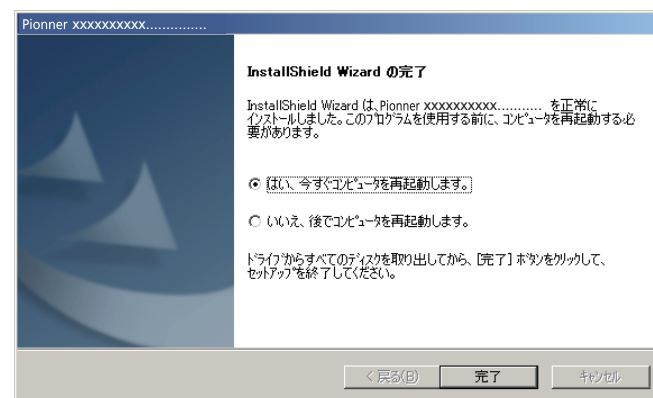 Pionner xxxxxxxxxx...............
InstallShield Wizard の完了
InstallShield Wizard は、Pionner xxxxxxxxxx........... を正常に
インストールしました。このプログラムを使用する前に、コンピュータを再起動する必
要があります。
はい、今すぐコンピュータを再起動します。
いいえ、後でコンピュータを再起動します。
ドライブからすべてのディスクを取り出してから、[完了] ボタンをクリックして、
セットアップを終了してください。
< 戻る(B)
完了
キャンセル